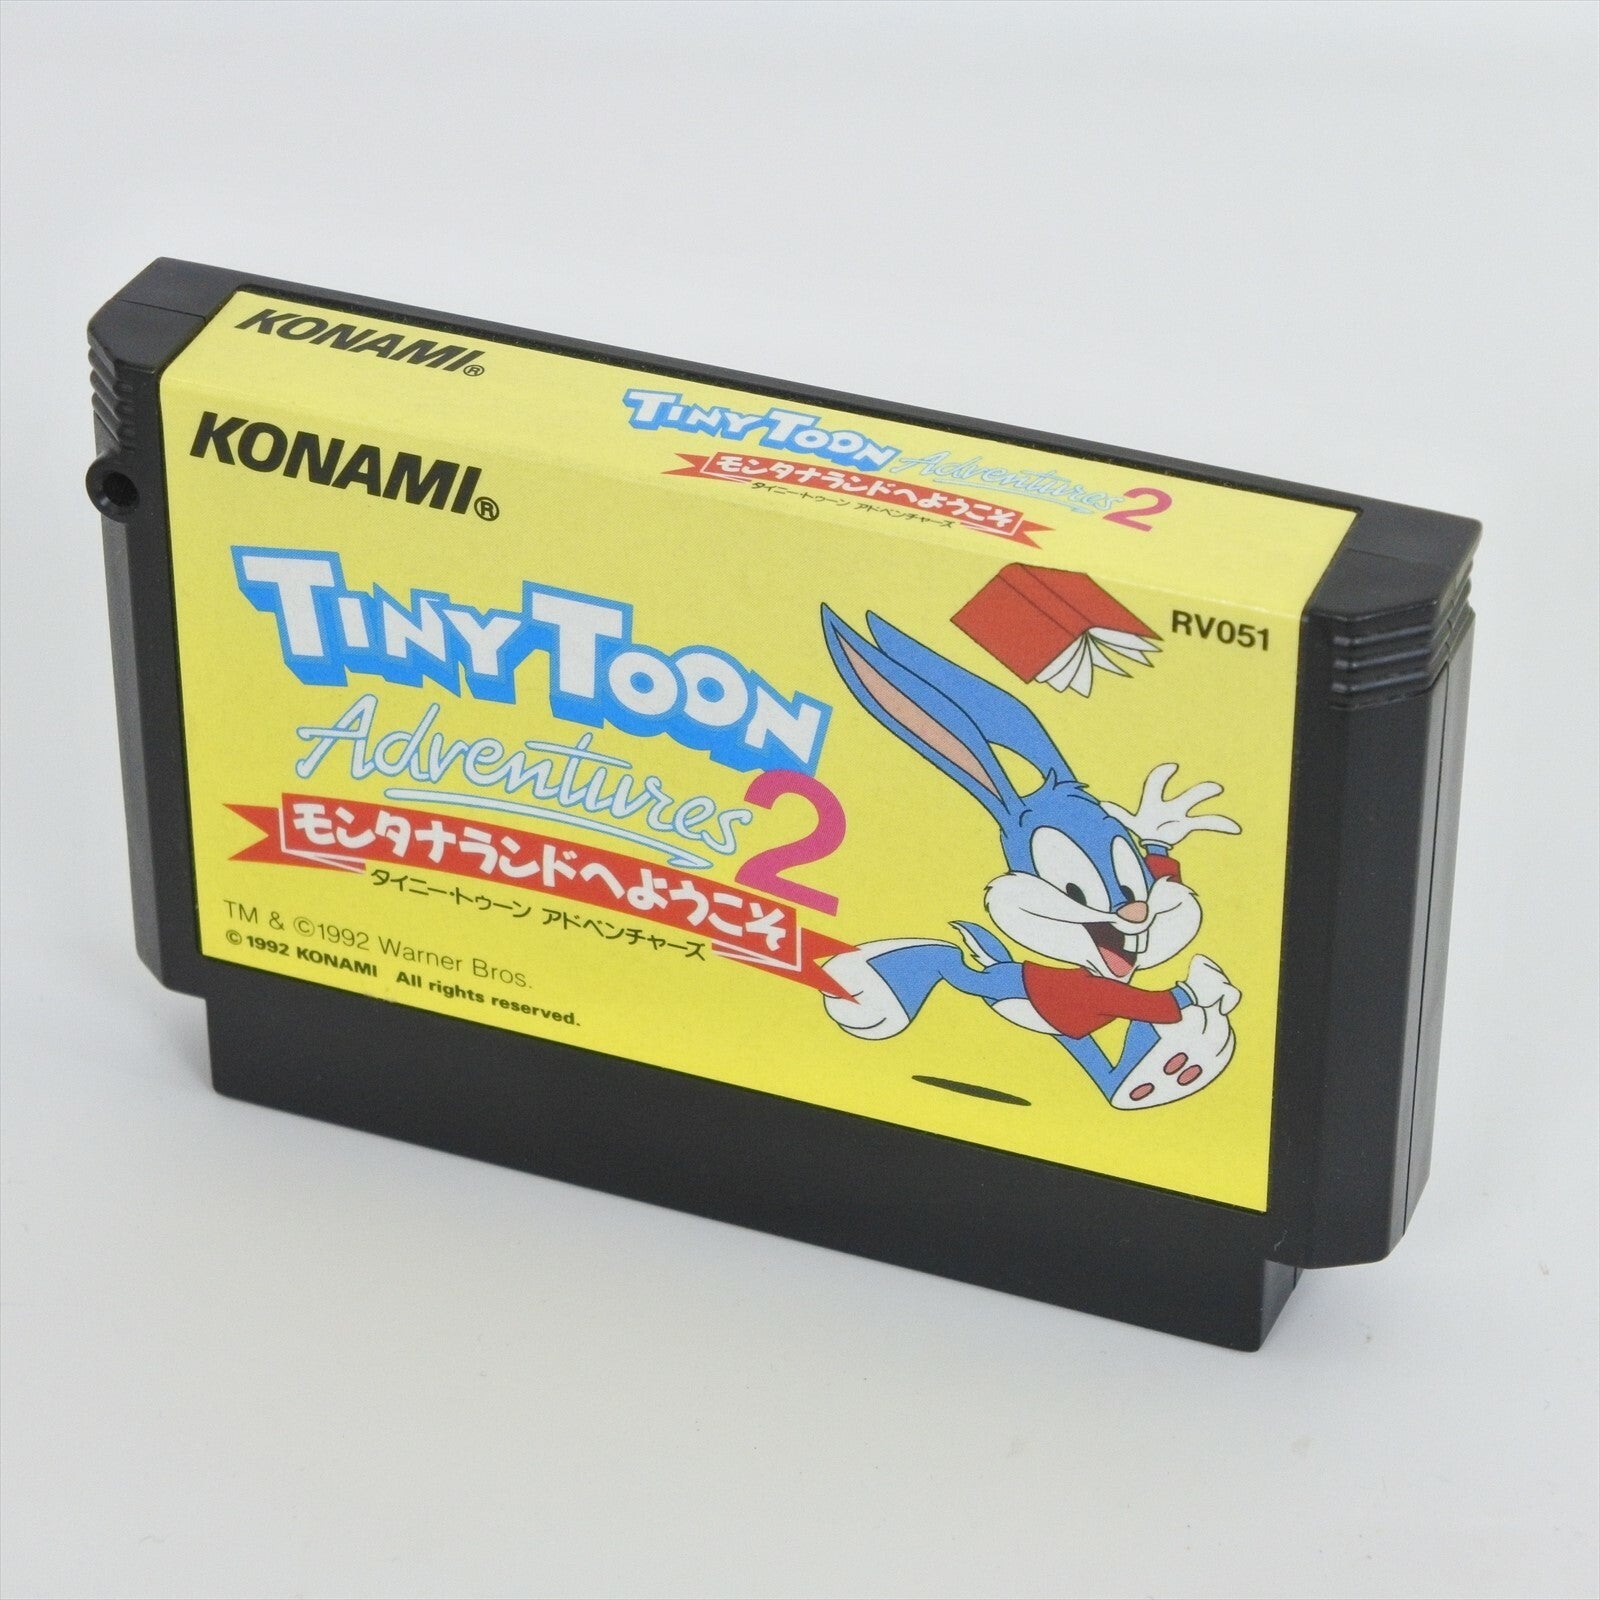 KONAMI®
TINY TOON
Adventures 2
モンタナランドへようこそ
タイニー・トゥーン アドベンチャーズ
KONAMI®
RV051
TINY TOON
Adventures 2
モンタナランドへようこそ
タイニー・トゥーン アドベンチャーズ
TM & ©1992 Warner Bros.
©1992 KONAMI All rights reserved.